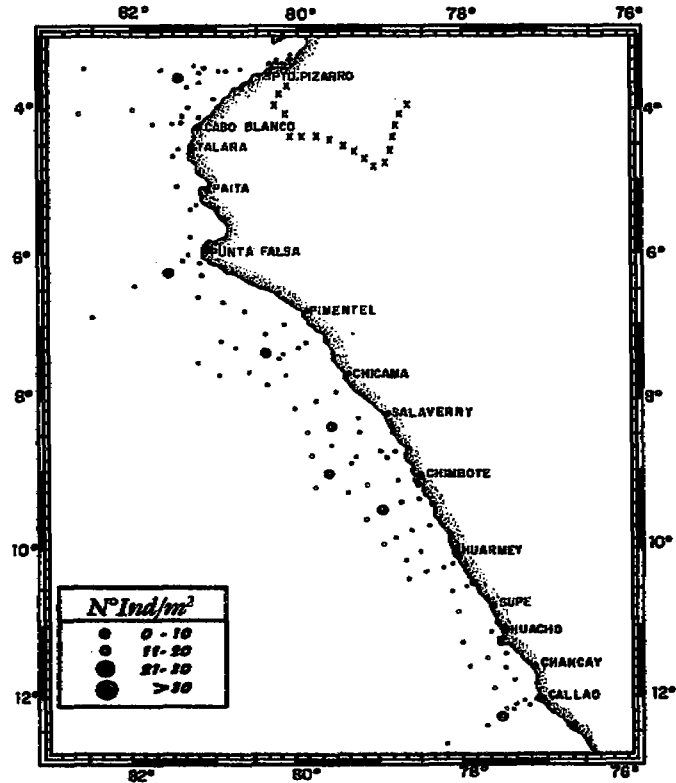 82° 80° 78° 76°
4° 4°
PTO. PIZARRO
CABO BLANCO
TALARA
PAITA
PUNTA FALSA
6° 6°
PIMENTEL
CHICAMA
8° 8°
SALAVERRY
CHIMBOTE
10° 10°
HUARMEY
SUPE
HUACHO
CHANCAY
CALLAO
12° 12°
N° Ind/m²
0 - 10
11 - 20
21 - 30
>30
82° 80° 78° 76°